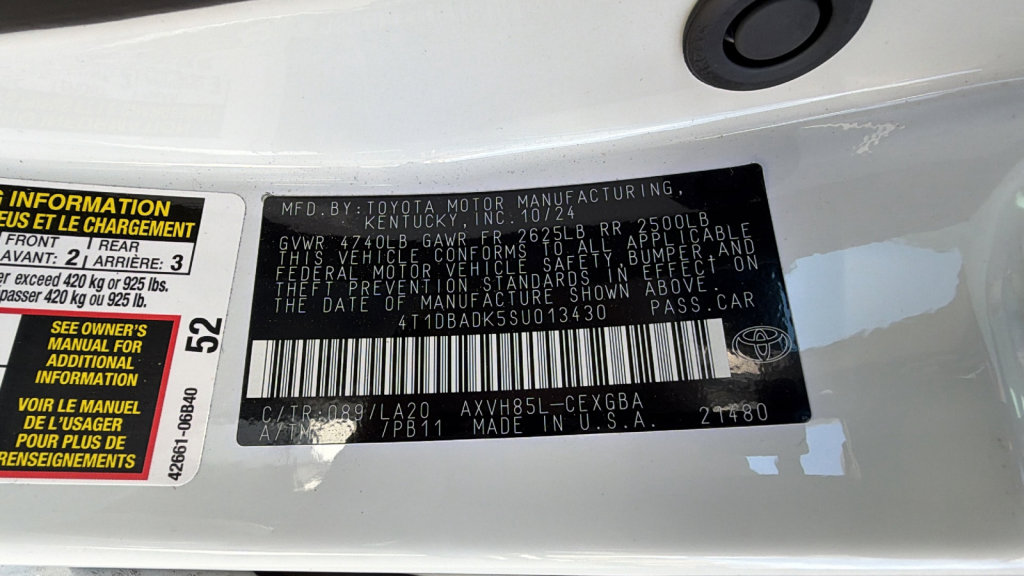 G INFORMATION
EUS ET LE CHARGEMENT
FRONT
AVANT: 2
REAR
ARRIÈRE: 3
exceed 420 kg or 925 lbs.
passer 420 kg ou 925 lb.
SEE OWNER'S
MANUAL FOR
ADDITIONAL
INFORMATION
VOIR LE MANUEL
DE L'USAGER
POUR PLUS DE
RENSEIGNEMENTS
52
42661-06B40
MFD. BY: TOYOTA MOTOR MANUFACTURING,
KENTUCKY, INC. 10/24
GVWR 4740LB GAWR FR 2625LB RR 2500LB
THIS VEHICLE CONFORMS TO ALL APPLICABLE
FEDERAL MOTOR VEHICLE SAFETY, BUMPER, AND
THEFT PREVENTION STANDARDS IN EFFECT ON
THE DATE OF MANUFACTURE SHOWN ABOVE.
4T1DBADK5SU013430 PASS. CAR
C/TR: 089/LA20 AXVH85L-CEXGBA
A/TM: /PB11 MADE IN U.S.A. 21480